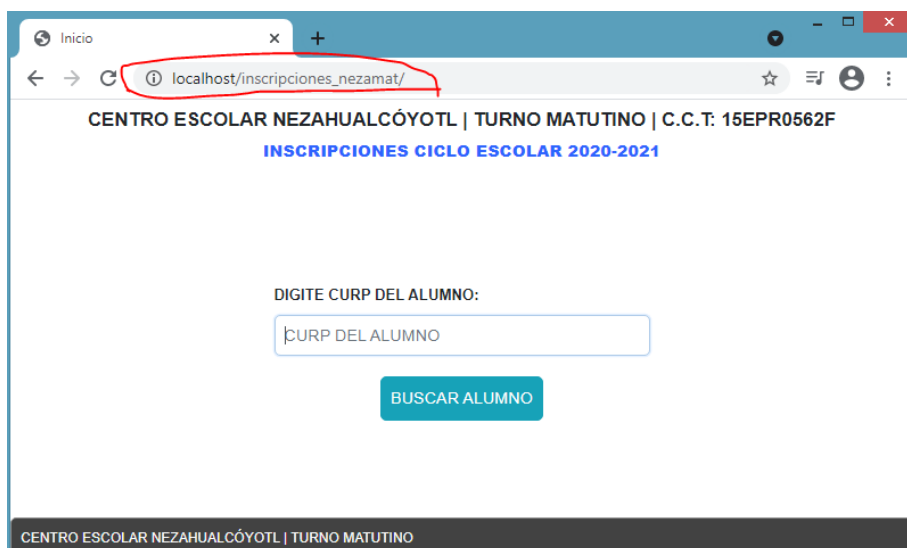 Inicio
localhost/inscripciones_nezamat/
CENTRO ESCOLAR NEZAHUALCÓYOTL | TURNO MATUTINO | C.C.T: 15EPR0562F
INSCRIPCIONES CICLO ESCOLAR 2020-2021
DIGITE CURP DEL ALUMNO:
CURP DEL ALUMNO
BUSCAR ALUMNO
CENTRO ESCOLAR NEZAHUALCÓYOTL | TURNO MATUTINO